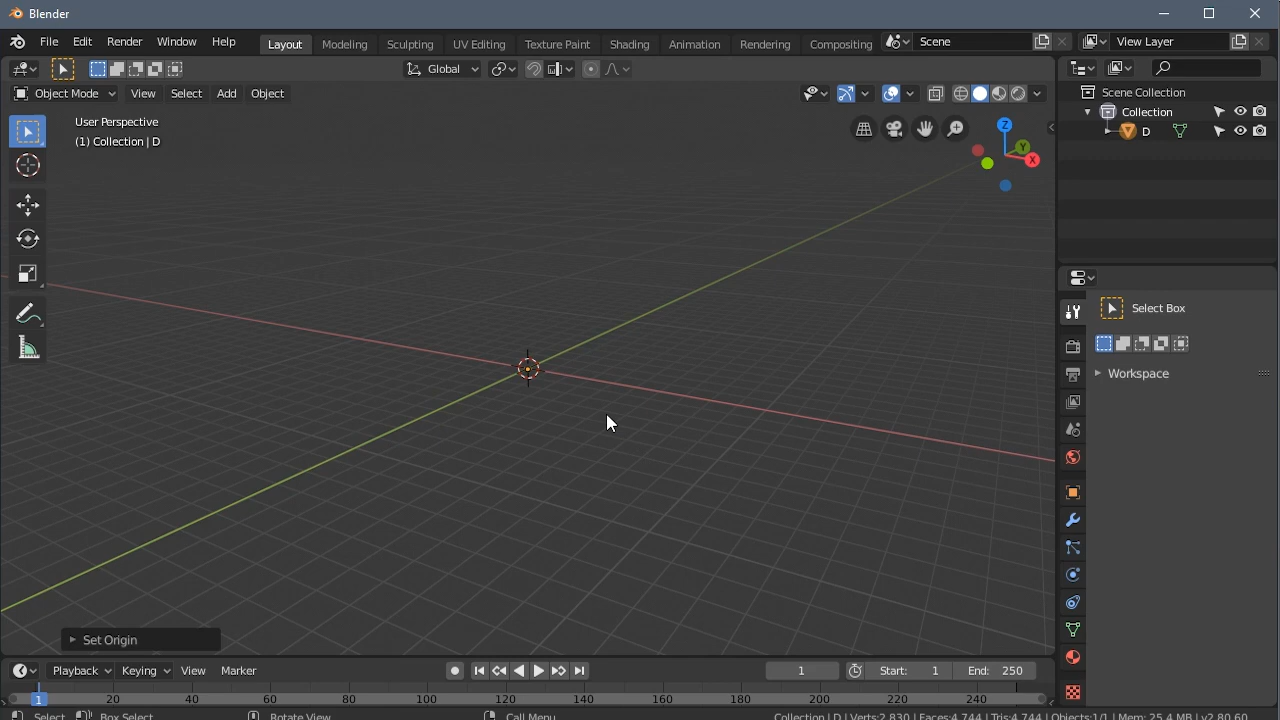 Blender
File Edit Render Window Help Layout Modeling Sculpting UV Editing Texture Paint Shading Animation Rendering Compositing Scene View Layer
Global
Object Mode View Select Add Object
Scene Collection
Collection
D
User Perspective
(1) Collection | D
Z
Y
X
Select Box
Workspace
Set Origin
Playback Keying View Marker 1 Start: 1 End: 250
1 20 40 60 80 100 120 140 160 180 200 220 240
Select Box Select Rotate View Call Menu Collection | D | Verts:2,830 | Faces:4,744 | Tris:4,744 | Objects:1/1 | Mem: 25.4 MB | v2.80.60